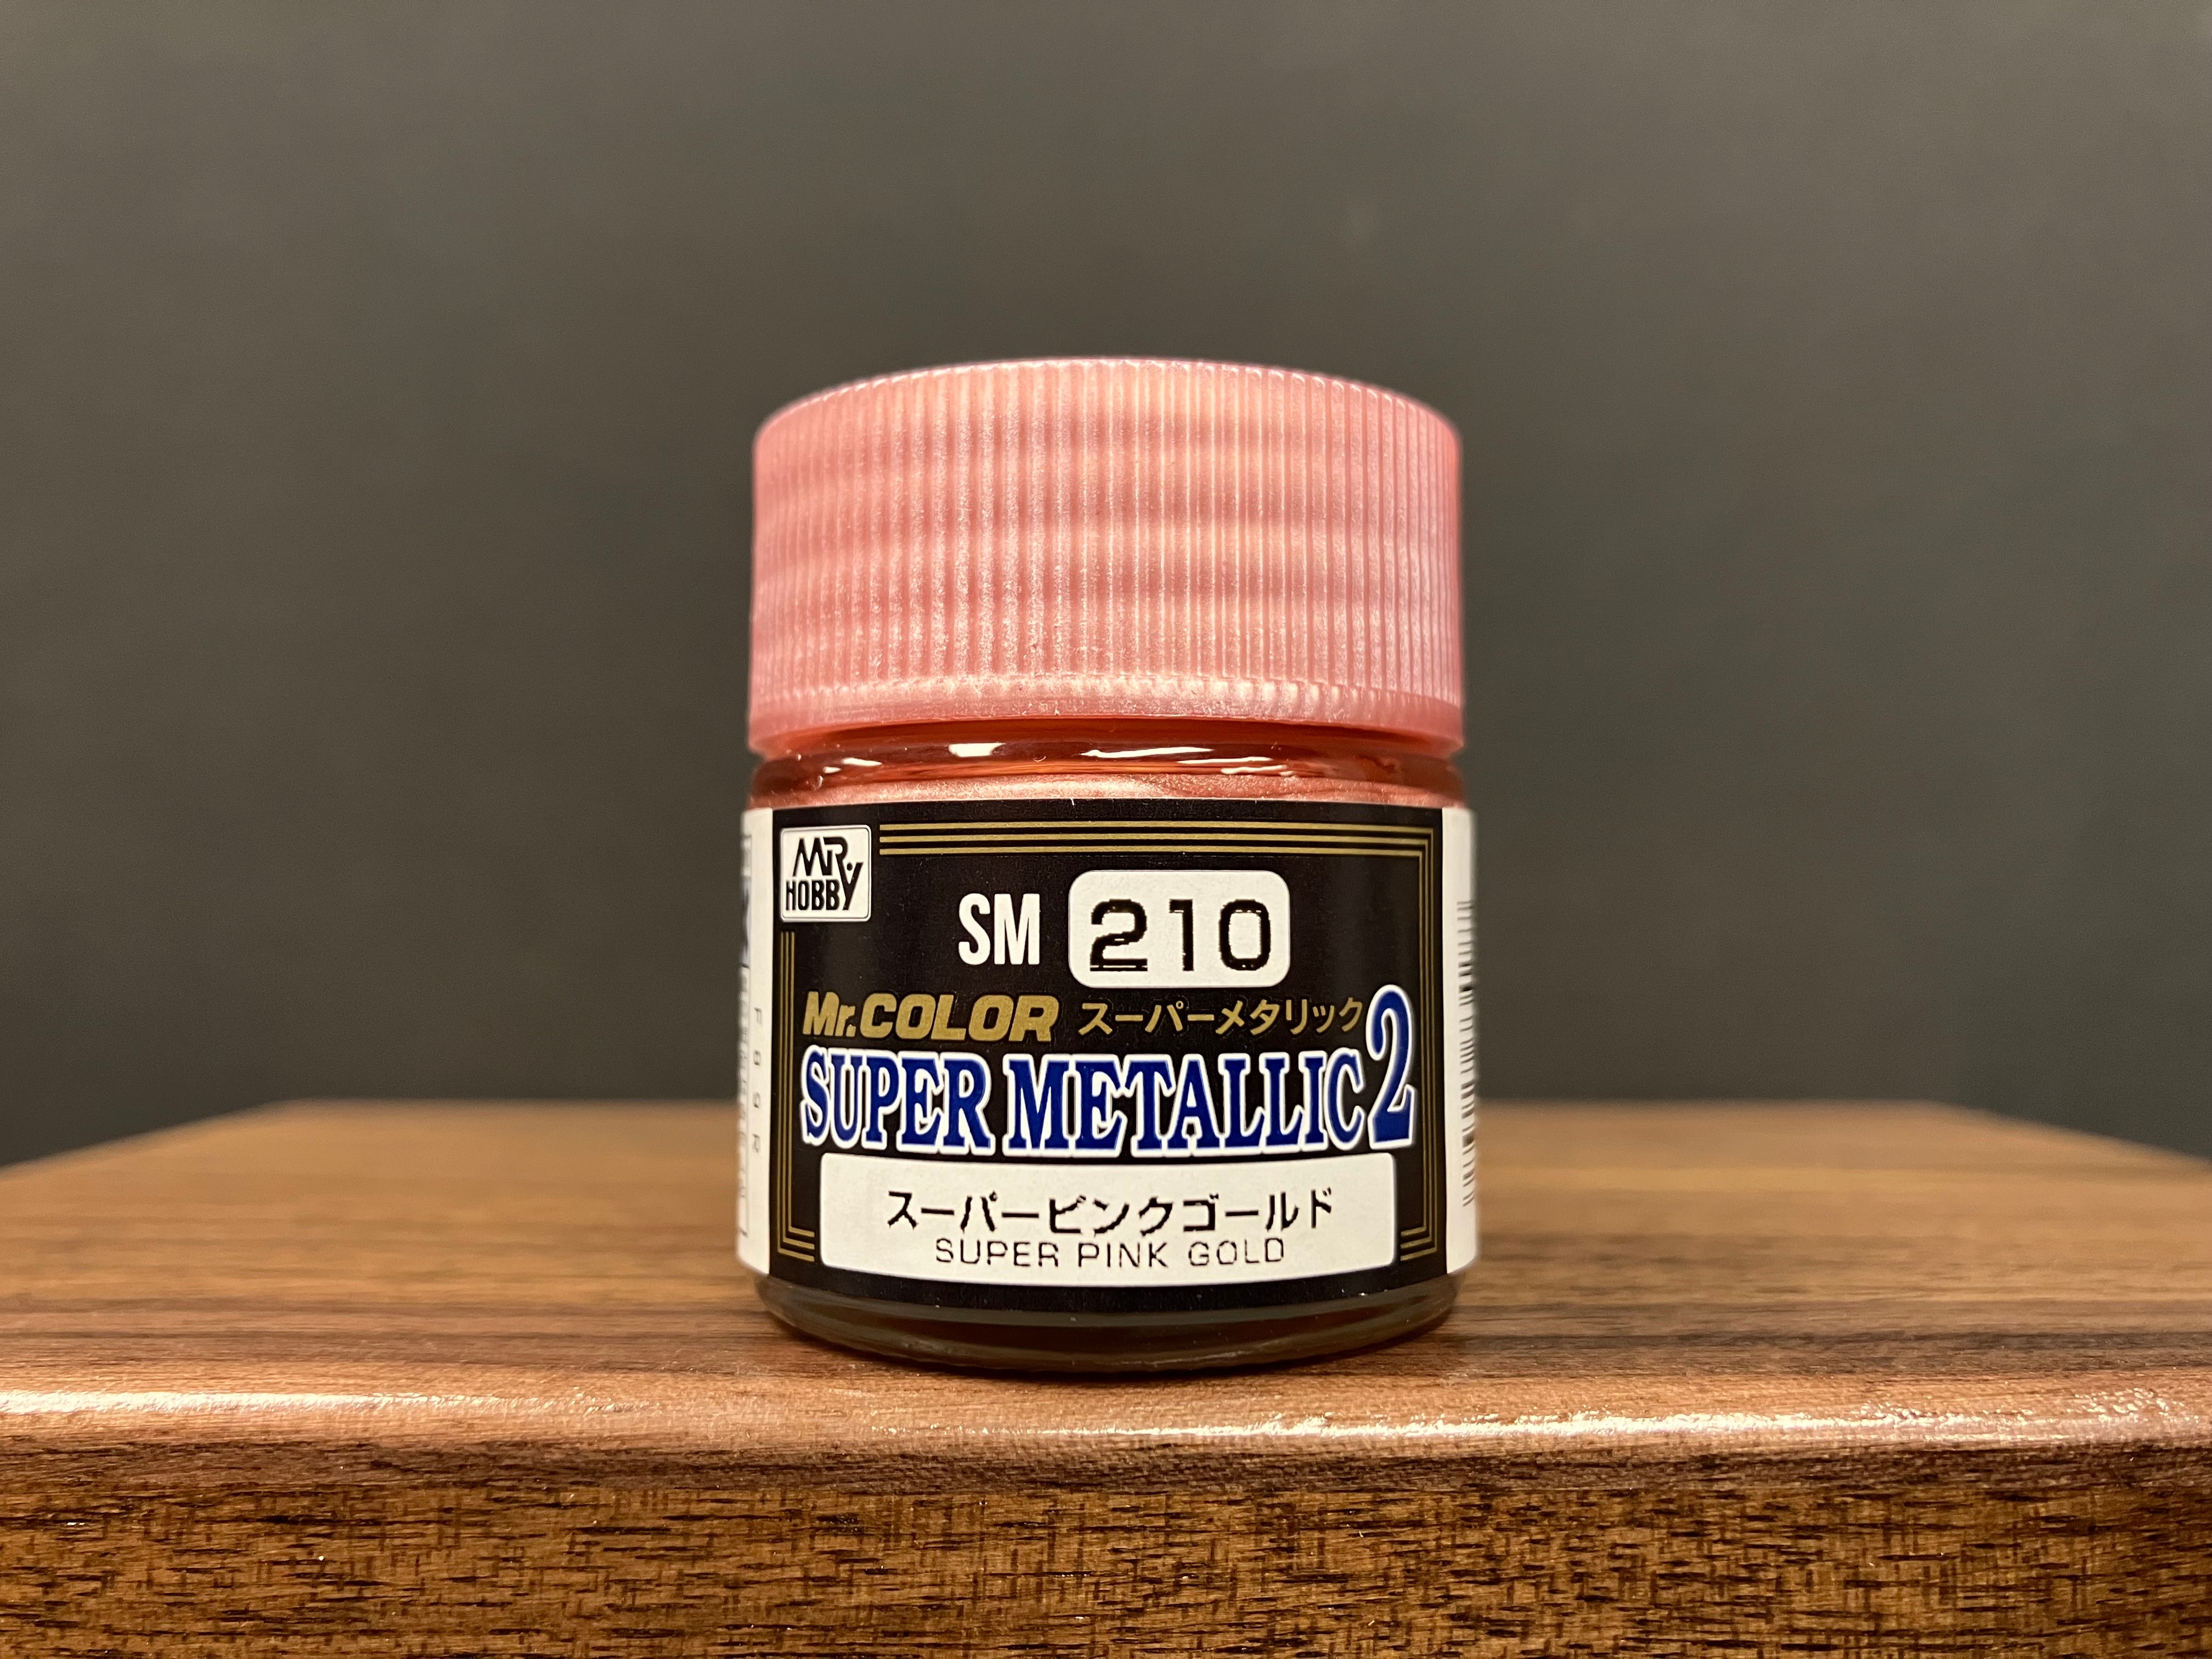 MR.
HOBBY
SM 210
Mr.COLOR スーパーメタリック2
SUPER METALLIC
スーパーピンクゴールド
SUPER PINK GOLD